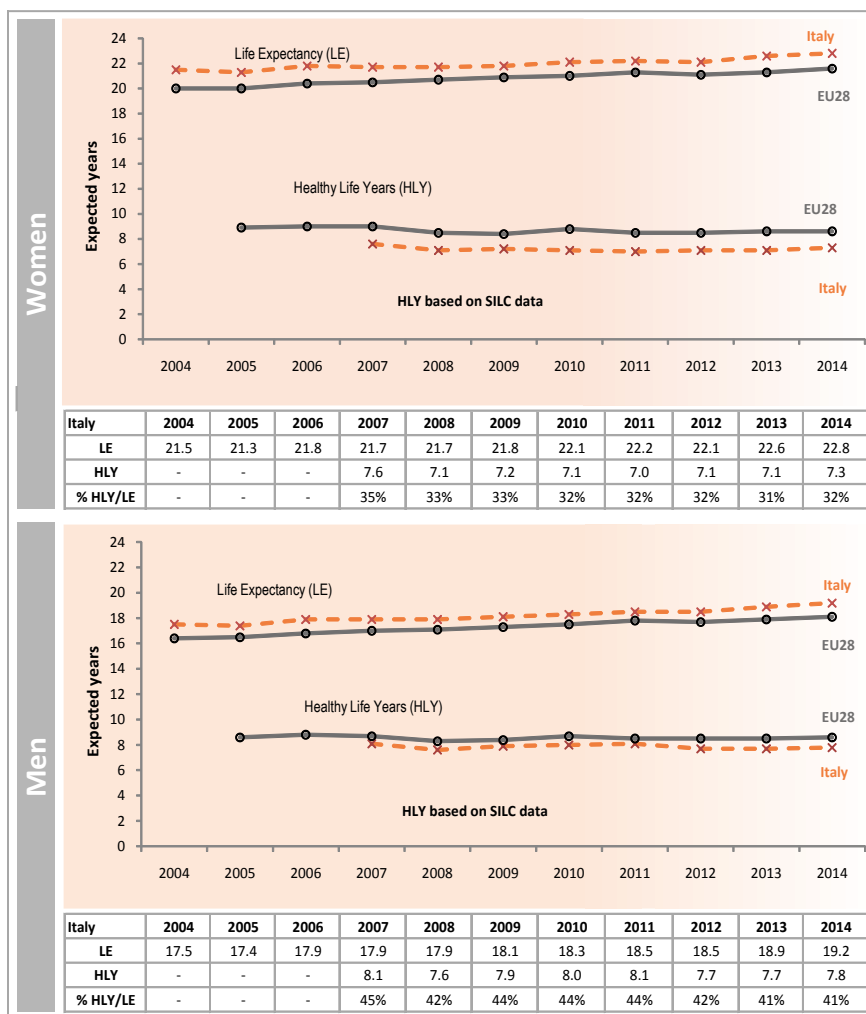 Women
Expected years
24
22
20
18
16
14
12
10
8
6
4
2
0
Life Expectancy (LE)
Italy
EU28
Healthy Life Years (HLY)
EU28
Italy
HLY based on SILC data
2004 2005 2006 2007 2008 2009 2010 2011 2012 2013 2014
Italy 2004 2005 2006 2007 2008 2009 2010 2011 2012 2013 2014
LE 21.5 21.3 21.8 21.7 21.7 21.8 22.1 22.2 22.1 22.6 22.8
HLY - - - 7.6 7.1 7.2 7.1 7.0 7.1 7.1 7.3
% HLY/LE - - - 35% 33% 33% 32% 32% 32% 31% 32%
Men
Expected years
24
22
20
18
16
14
12
10
8
6
4
2
0
Life Expectancy (LE)
Italy
EU28
Healthy Life Years (HLY)
EU28
Italy
HLY based on SILC data
2004 2005 2006 2007 2008 2009 2010 2011 2012 2013 2014
Italy 2004 2005 2006 2007 2008 2009 2010 2011 2012 2013 2014
LE 17.5 17.4 17.9 17.9 17.9 18.1 18.3 18.5 18.5 18.9 19.2
HLY - - - 8.1 7.6 7.9 8.0 8.1 7.7 7.7 7.8
% HLY/LE - - - 45% 42% 44% 44% 44% 42% 41% 41%